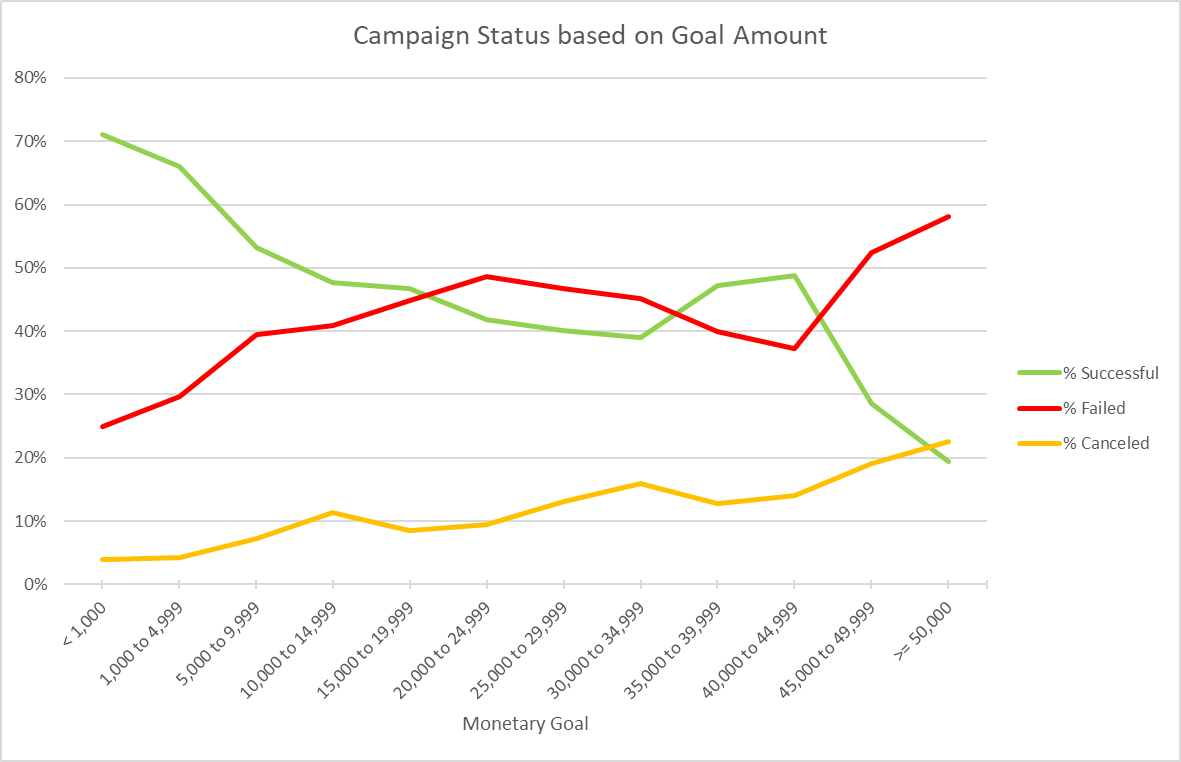 Campaign Status based on Goal Amount
80%
70%
60%
50%
40%
30%
20%
10%
0%
< 1,000
1,000 to 4,999
5,000 to 9,999
10,000 to 14,999
15,000 to 19,999
20,000 to 24,999
25,000 to 29,999
30,000 to 34,999
35,000 to 39,999
40,000 to 44,999
45,000 to 49,999
>= 50,000
Monetary Goal
% Successful
% Failed
% Canceled